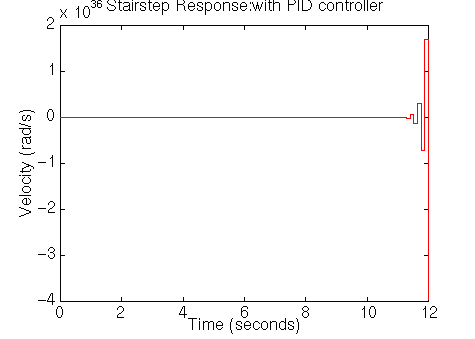 x 10^36 Stairstep Response:with PID controller
2
1
0
−1
−2
−3
−4
Velocity (rad/s)
0 2 4 6 8 10 12
Time (seconds)